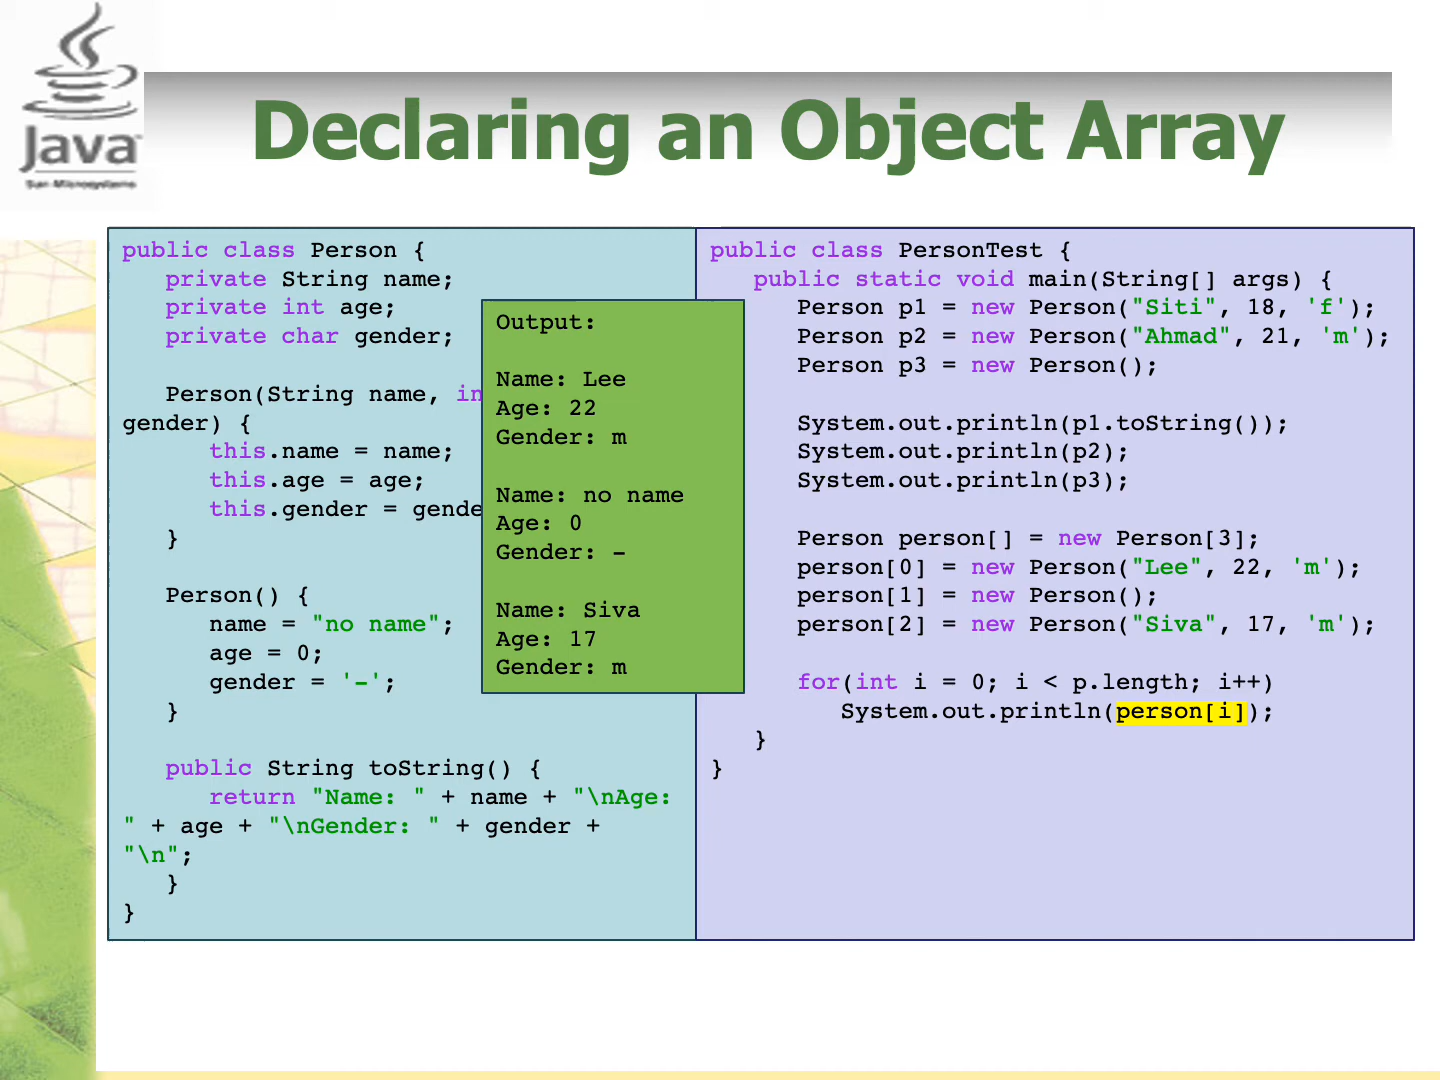 Java
Sun Microsystems
Declaring an Object Array
public class Person {
   private String name;
   private int age;
   private char gender;

   Person(String name, in
gender) {
      this.name = name;
      this.age = age;
      this.gender = gende
   }

   Person() {
      name = "no name";
      age = 0;
      gender = '-';
   }

   public String toString() {
      return "Name: " + name + "\nAge:
" + age + "\nGender: " + gender +
"\n";
   }
}
Output:

Name: Lee
Age: 22
Gender: m

Name: no name
Age: 0
Gender: -

Name: Siva
Age: 17
Gender: m
public class PersonTest {
   public static void main(String[] args) {
      Person p1 = new Person("Siti", 18, 'f');
      Person p2 = new Person("Ahmad", 21, 'm');
      Person p3 = new Person();

      System.out.println(p1.toString());
      System.out.println(p2);
      System.out.println(p3);

      Person person[] = new Person[3];
      person[0] = new Person("Lee", 22, 'm');
      person[1] = new Person();
      person[2] = new Person("Siva", 17, 'm');

      for(int i = 0; i < p.length; i++)
         System.out.println(person[i]);
   }
}